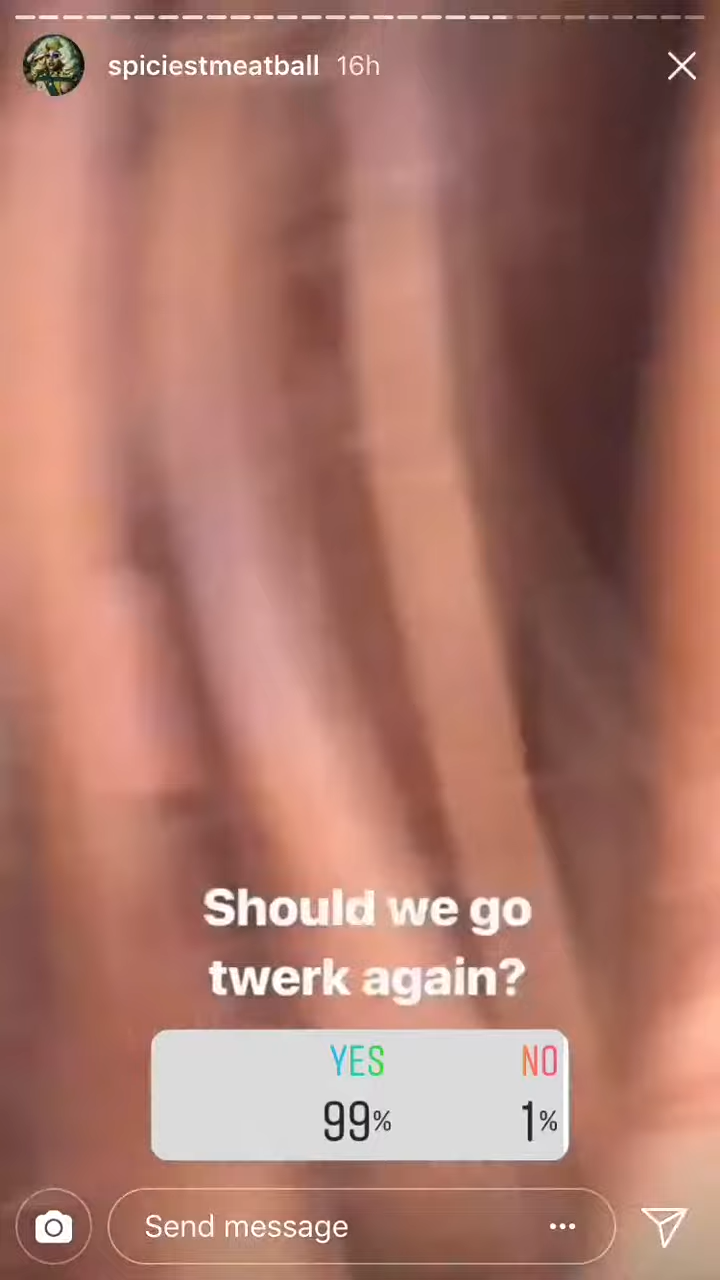 spiciestmeatball 16h
Should we go
twerk again?
YES NO
99% 1%
Send message